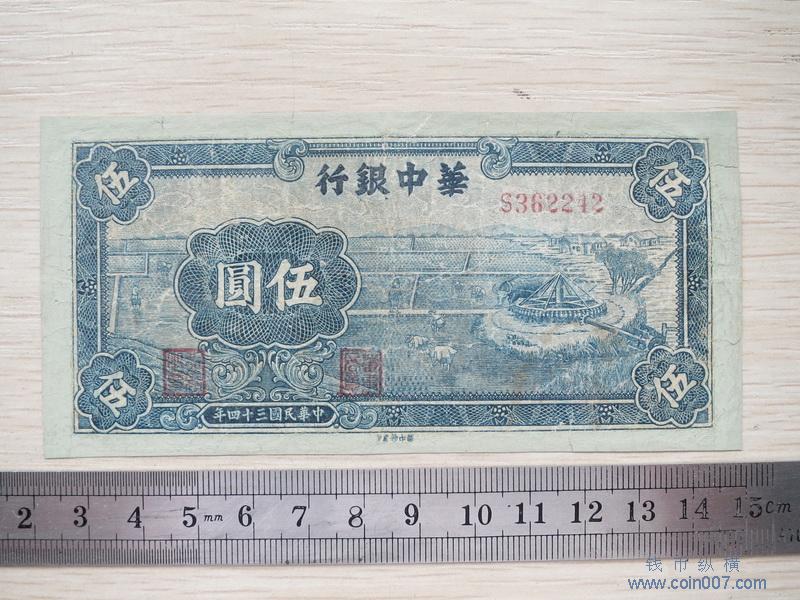 華中銀行
S362242
伍
伍
伍圓
伍
伍
中華民國三十四年
2 3 4 5 mm 6 7 8 9 10 11 12 13 14 15 cm
钱币纵横
www.coin007.com